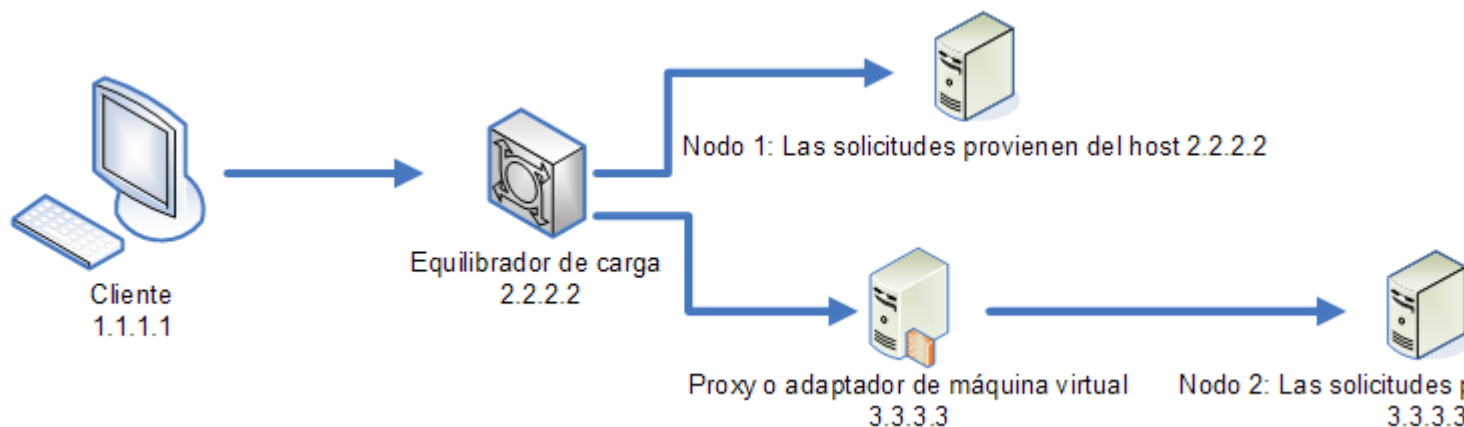 Nodo 1: Las solicitudes provienen del host 2.2.2.2
Equilibrador de carga
2.2.2.2
Cliente
1.1.1.1
Proxy o adaptador de máquina virtual
3.3.3.3
Nodo 2: Las solicitudes
3.3.3.3